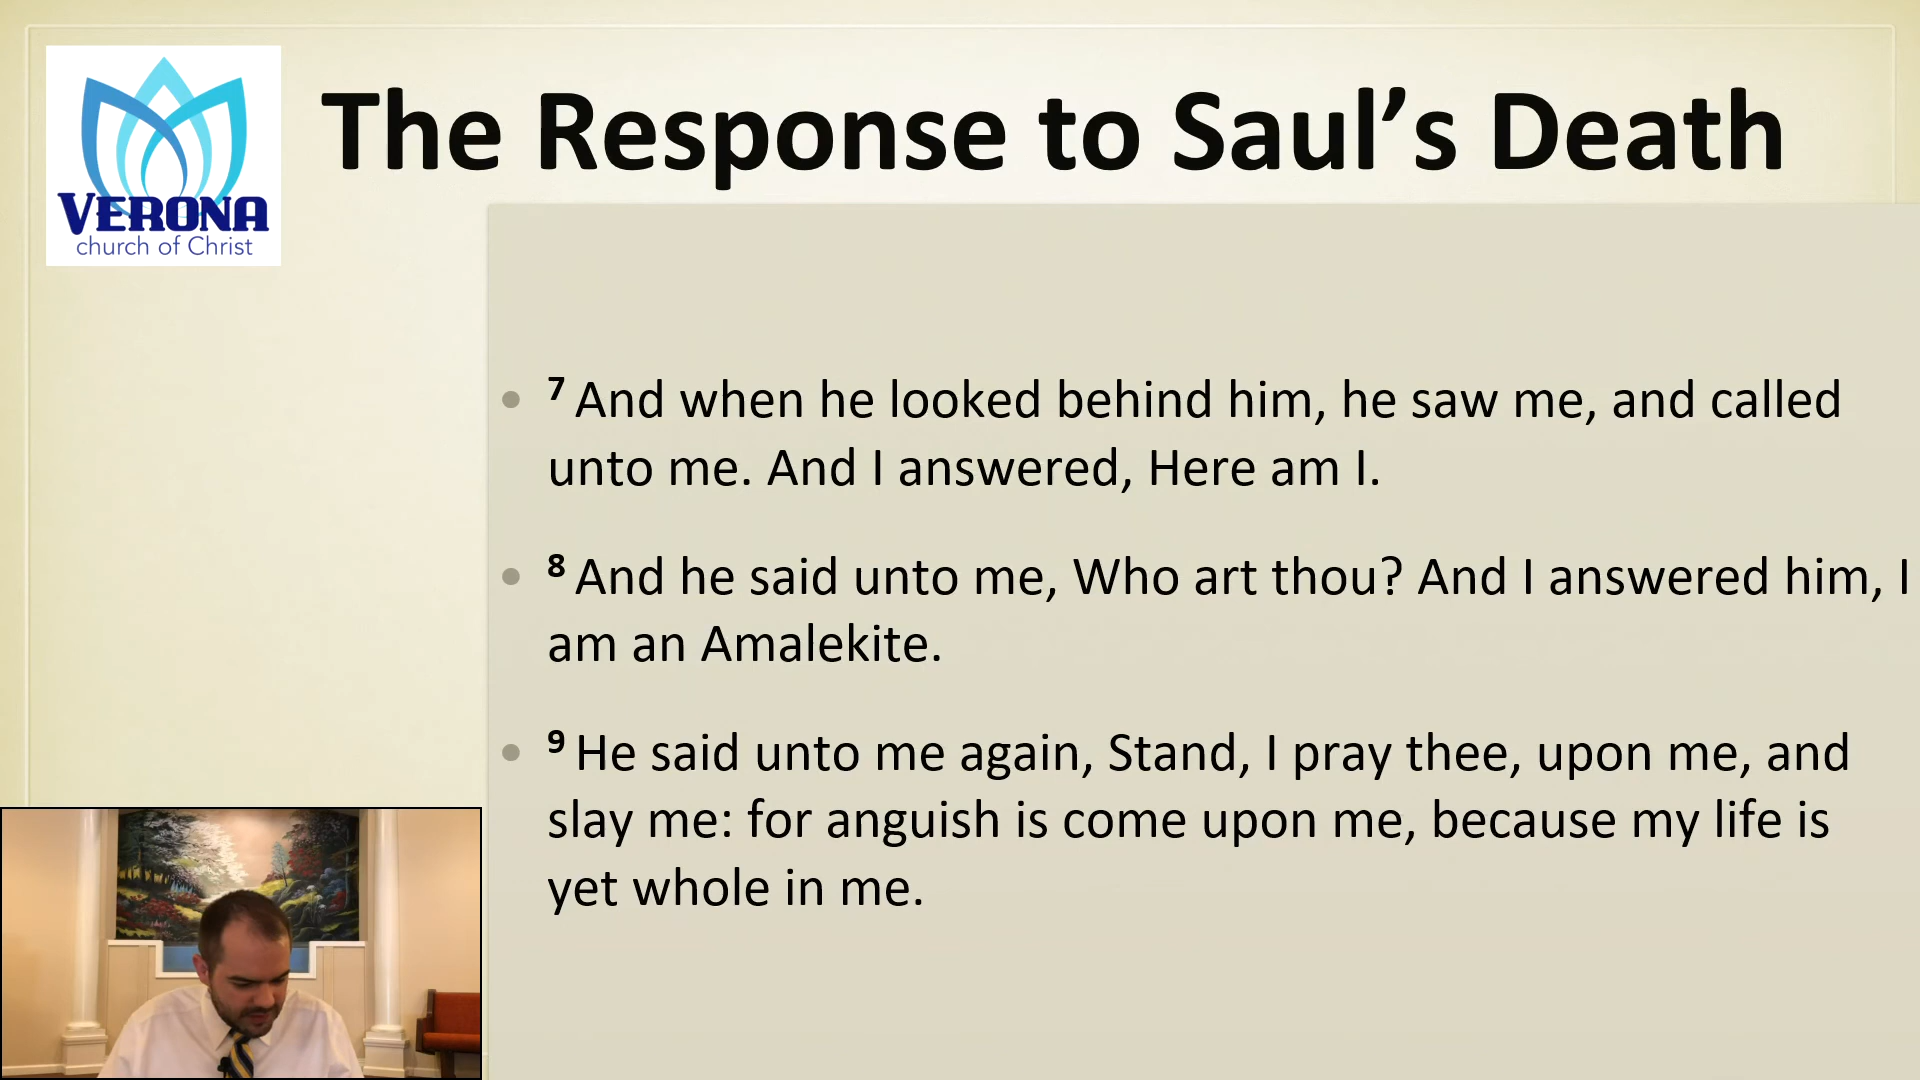 VERONA
church of Christ
The Response to Saul’s Death
7 And when he looked behind him, he saw me, and called
unto me. And I answered, Here am I.
8 And he said unto me, Who art thou? And I answered him, I
am an Amalekite.
9 He said unto me again, Stand, I pray thee, upon me, and
slay me: for anguish is come upon me, because my life is
yet whole in me.